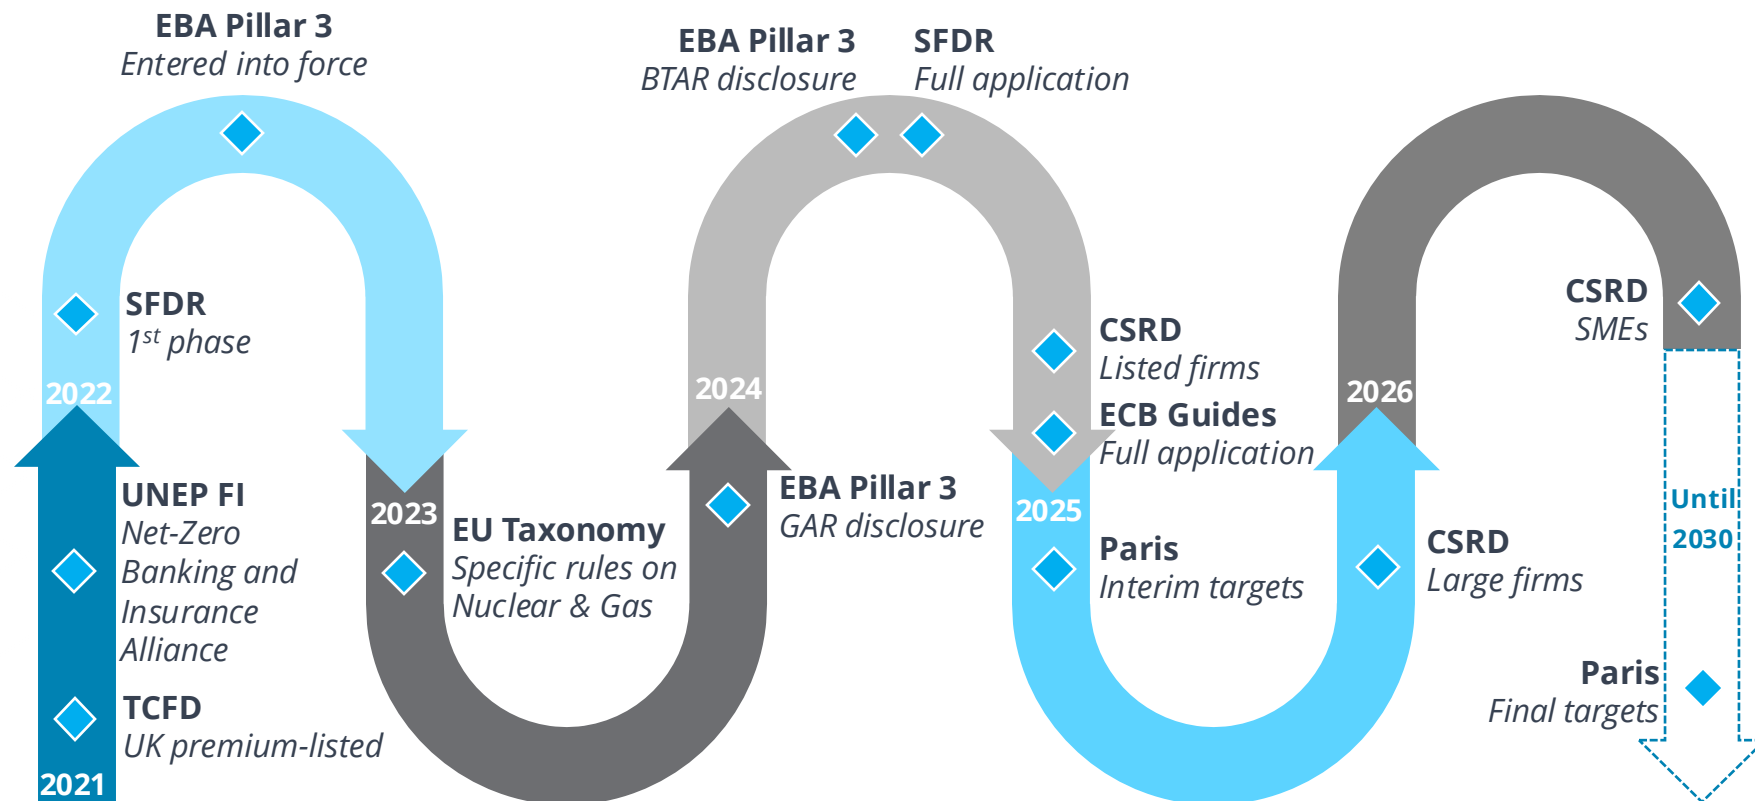 EBA Pillar 3
Entered into force
EBA Pillar 3
BTAR disclosure
SFDR
Full application
SFDR
1st phase
2022
UNEP FI
Net-Zero
Banking and
Insurance
Alliance
TCFD
UK premium-listed
2021
2023
EU Taxonomy
Specific rules on
Nuclear & Gas
2024
EBA Pillar 3
GAR disclosure
CSRD
Listed firms
ECB Guides
Full application
2025
Paris
Interim targets
2026
CSRD
Large firms
CSRD
SMEs
Until
2030
Paris
Final targets